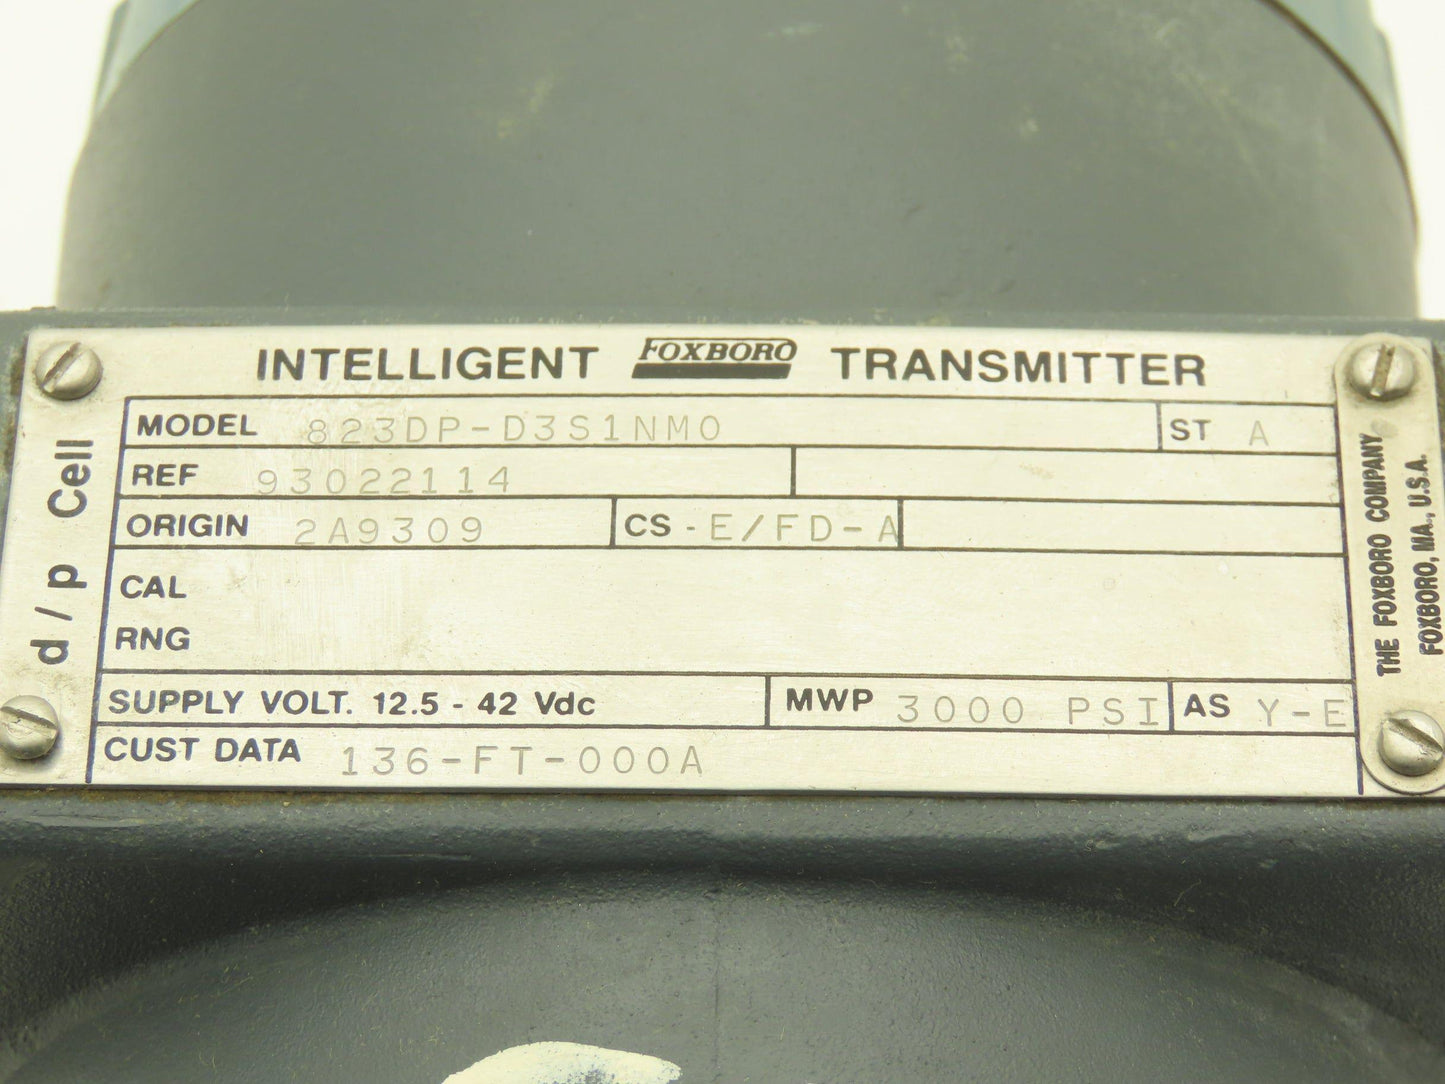 INTELLIGENT FOXBORO TRANSMITTER
MODEL 823DP-D3S1NM0 ST A
REF 93022114
ORIGIN 2A9309 CS - E/FD-A
CAL
RNG
SUPPLY VOLT. 12.5 - 42 Vdc MWP 3000 PSI AS Y-E
CUST DATA 136-FT-000A
d/p Cell
THE FOXBORO COMPANY
FOXBORO, MA., U.S.A.